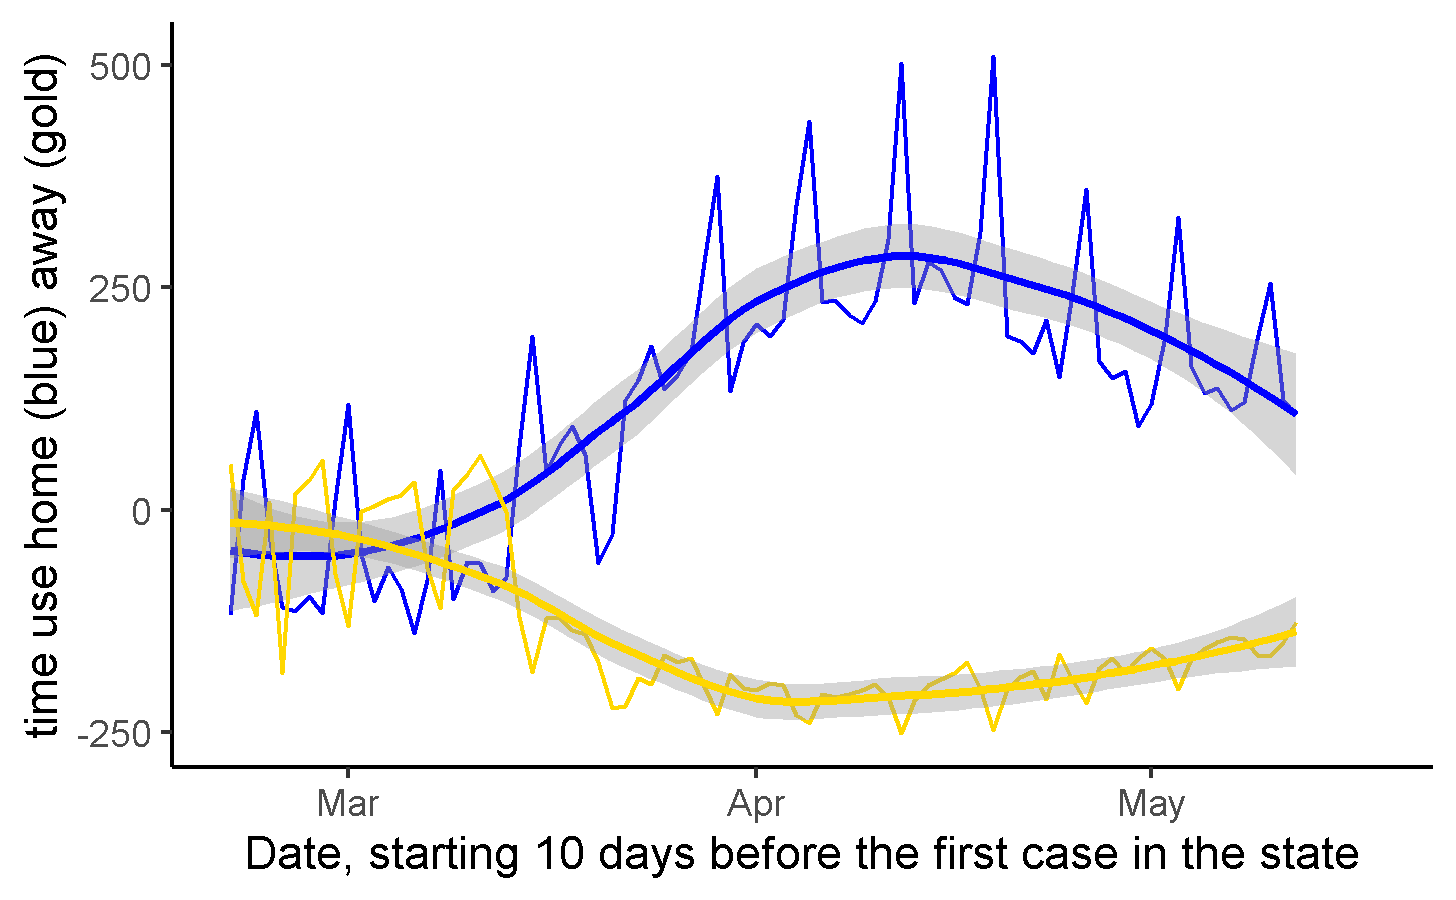 time use home (blue) away (gold)
500
250
0
-250
Mar
Apr
May
Date, starting 10 days before the first case in the state